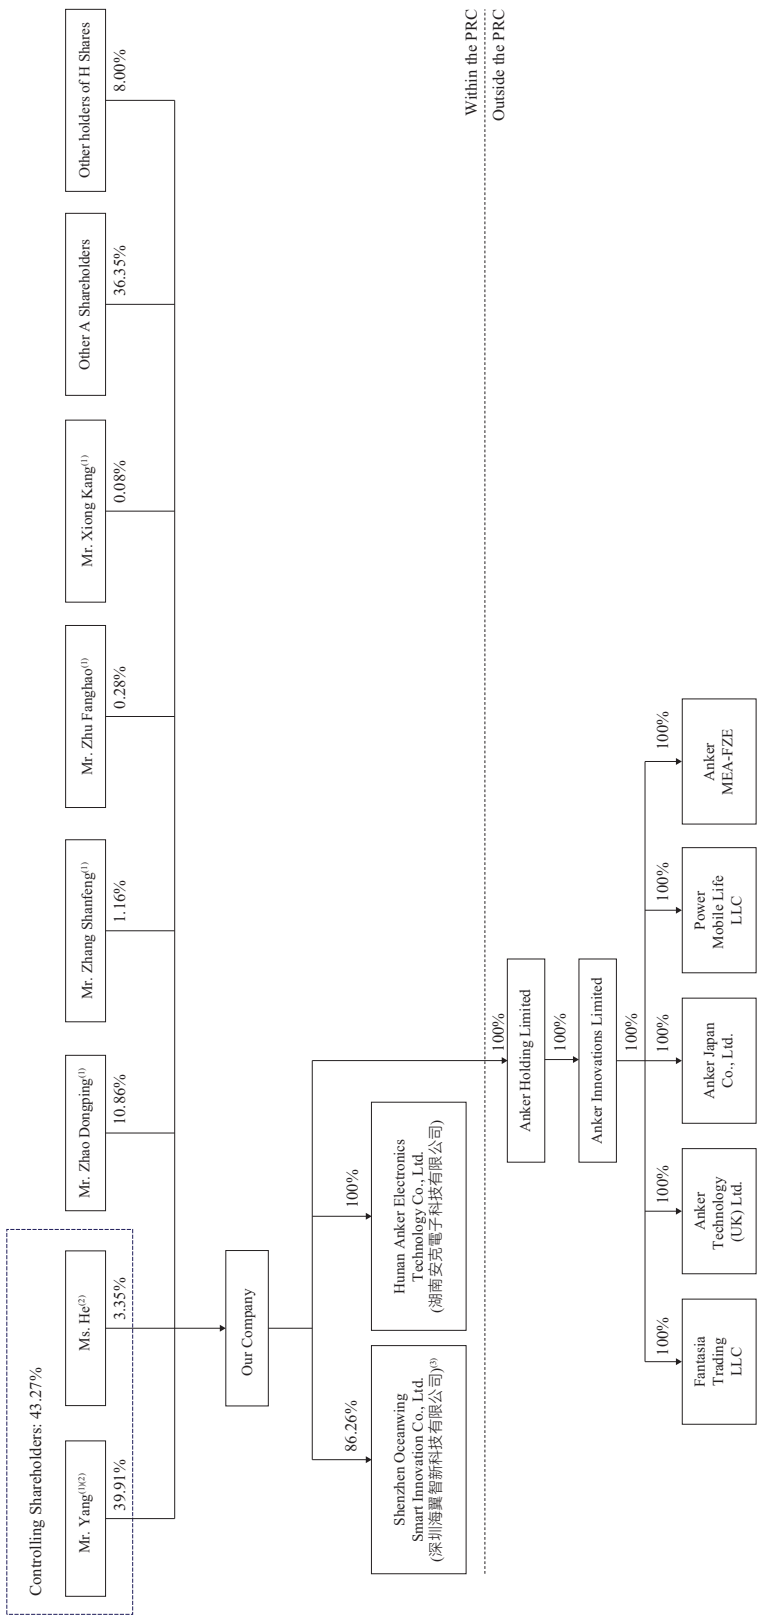 Controlling Shareholders: 43.27%
Mr. Yang⁽¹⁾⁽²⁾
Ms. He⁽²⁾
Mr. Zhao Dongping⁽¹⁾
Mr. Zhang Shanfeng⁽¹⁾
Mr. Zhu Fanghao⁽¹⁾
Mr. Xiong Kang⁽¹⁾
Other A Shareholders
Other holders of H Shares
39.91%
3.35%
10.86%
1.16%
0.28%
0.08%
36.35%
8.00%
Our Company
86.26%
100%
Shenzhen Oceanwing
Smart Innovation Co., Ltd.
(深圳海翼智新科技有限公司)⁽³⁾
Hunan Anker Electronics
Technology Co., Ltd.
(湖南安克電子科技有限公司)
Within the PRC
Outside the PRC
100%
Anker Holding Limited
100%
Anker Innovations Limited
100%
100%
100%
100%
100%
100%
Fantasia
Trading
LLC
Anker
Technology
(UK) Ltd.
Anker Japan
Co., Ltd.
Power
Mobile Life
LLC
Anker
MEA-FZE